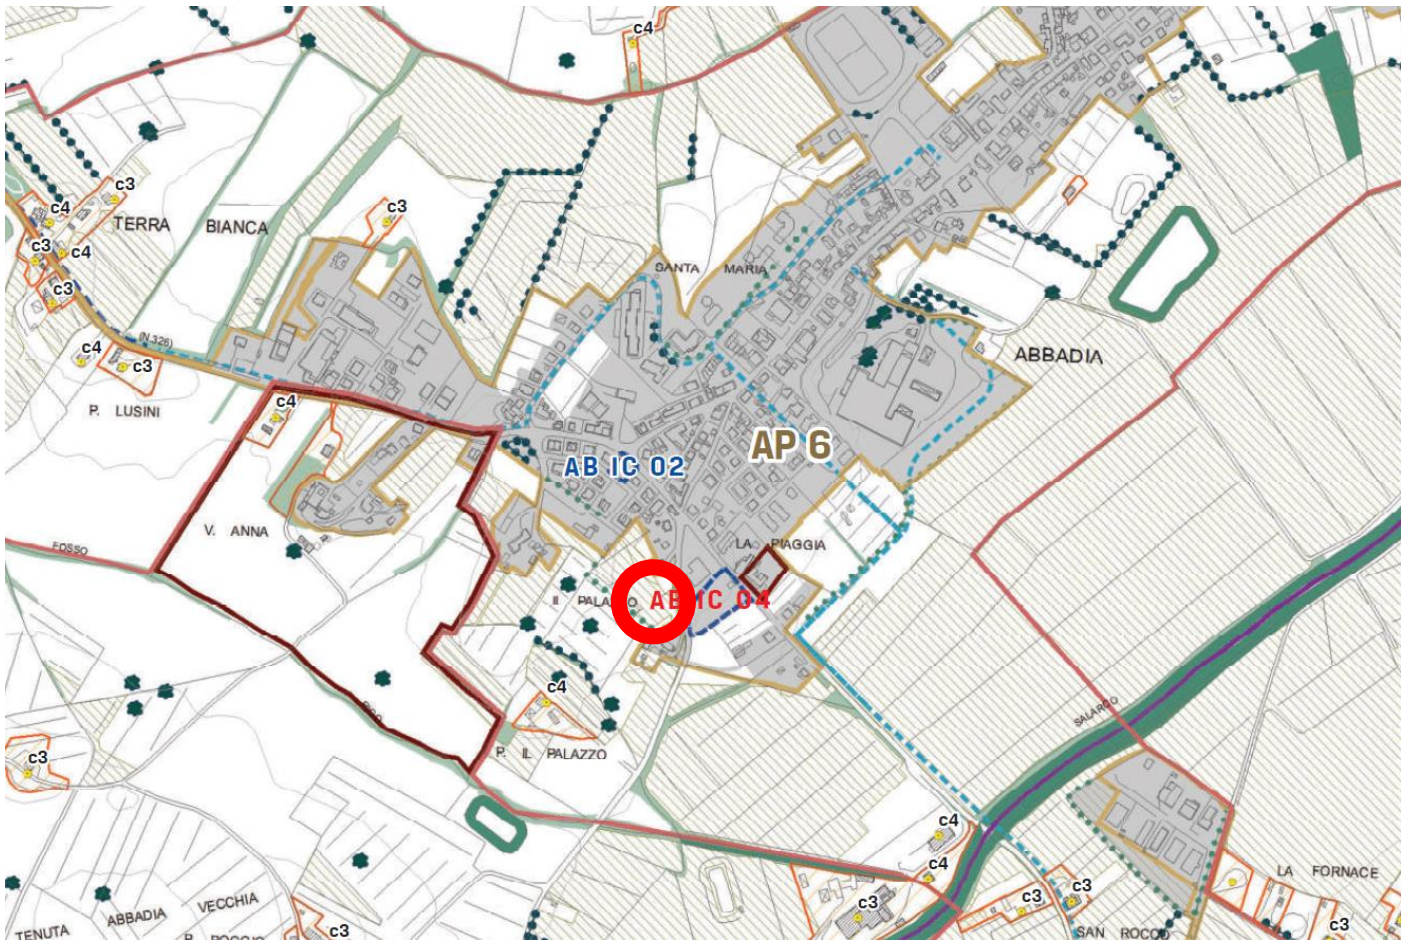 c4
c3
c4
TERRA BIANCA
c3
c3
c4
c3
SANTA MARIA
(N 326)
c4
c3
ABBADIA
P. LUSINI
c4
AP 6
AB IC 02
V. ANNA
FOSSO
LA PIAGGIA
Il PALAZZO
AB IC 04
c4
SALARCO
P. IL PALAZZO
c3
c4
c4
LA FORNACE
c3
c3
ABBADIA VECCHIA
TENUTA
P. POGGIO
c3
SAN ROCCO
c3